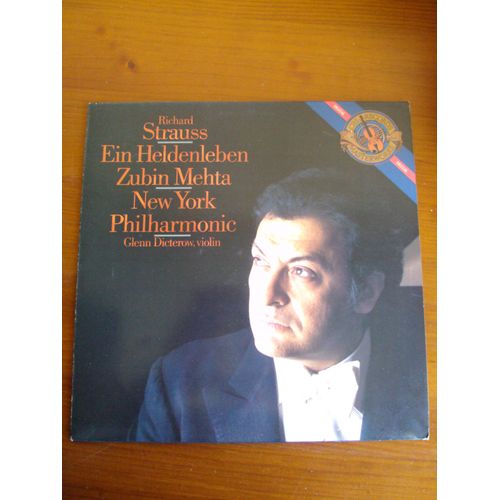 Richard
Strauss
Ein Heldenleben
Zubin Mehta
New York
Philharmonic
Glenn Dicterow, violin